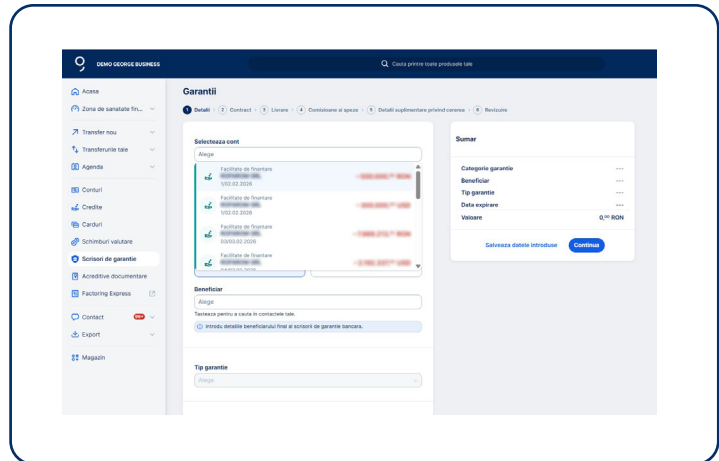 DEMO GEORGE BUSINESS
Cauta printre toate produsele tale
Acasa
Zona de sanatate fin...
Transfer nou
Transferurile tale
Agenda
Conturi
Credite
Carduri
Schimburi valutare
Scrisori de garantie
Acreditive documentare
Factoring Express
Contact
99+
Export
Magazin
Garantii
1 Detalii 2 Contract 3 Livrare 4 Comisioane si speze 5 Detalii suplimentare privind cererea 6 Revizuire
Selecteaza cont
Alege
Facilitate de finantare
1/02.02.2026
Facilitate de finantare
1/02.02.2026
Facilitate de finantare
03/03.02.2026
Facilitate de finantare
Beneficiar
Alege
Tasteaza pentru a cauta in contactele tale.
Introdu detaliile beneficiarului final al scrisorii de garantie bancara.
Tip garantie
Alege
Sumar
Categorie garantie ---
Beneficiar ---
Tip garantie ---
Data expirare ---
Valoare 0,00 RON
Salveaza datele introduse Continua